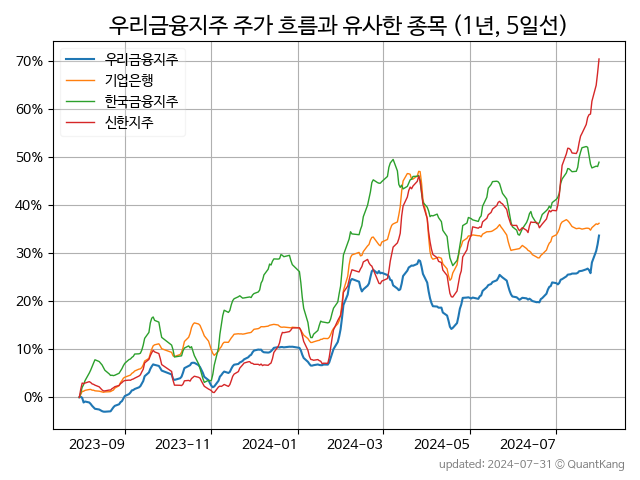 우리금융지주 주가 흐름과 유사한 종목 (1년, 5일선)
70%
60%
50%
40%
30%
20%
10%
0%
우리금융지주
기업은행
한국금융지주
신한지주
2023-09
2023-11
2024-01
2024-03
2024-05
2024-07
updated: 2024-07-31 © QuantKang